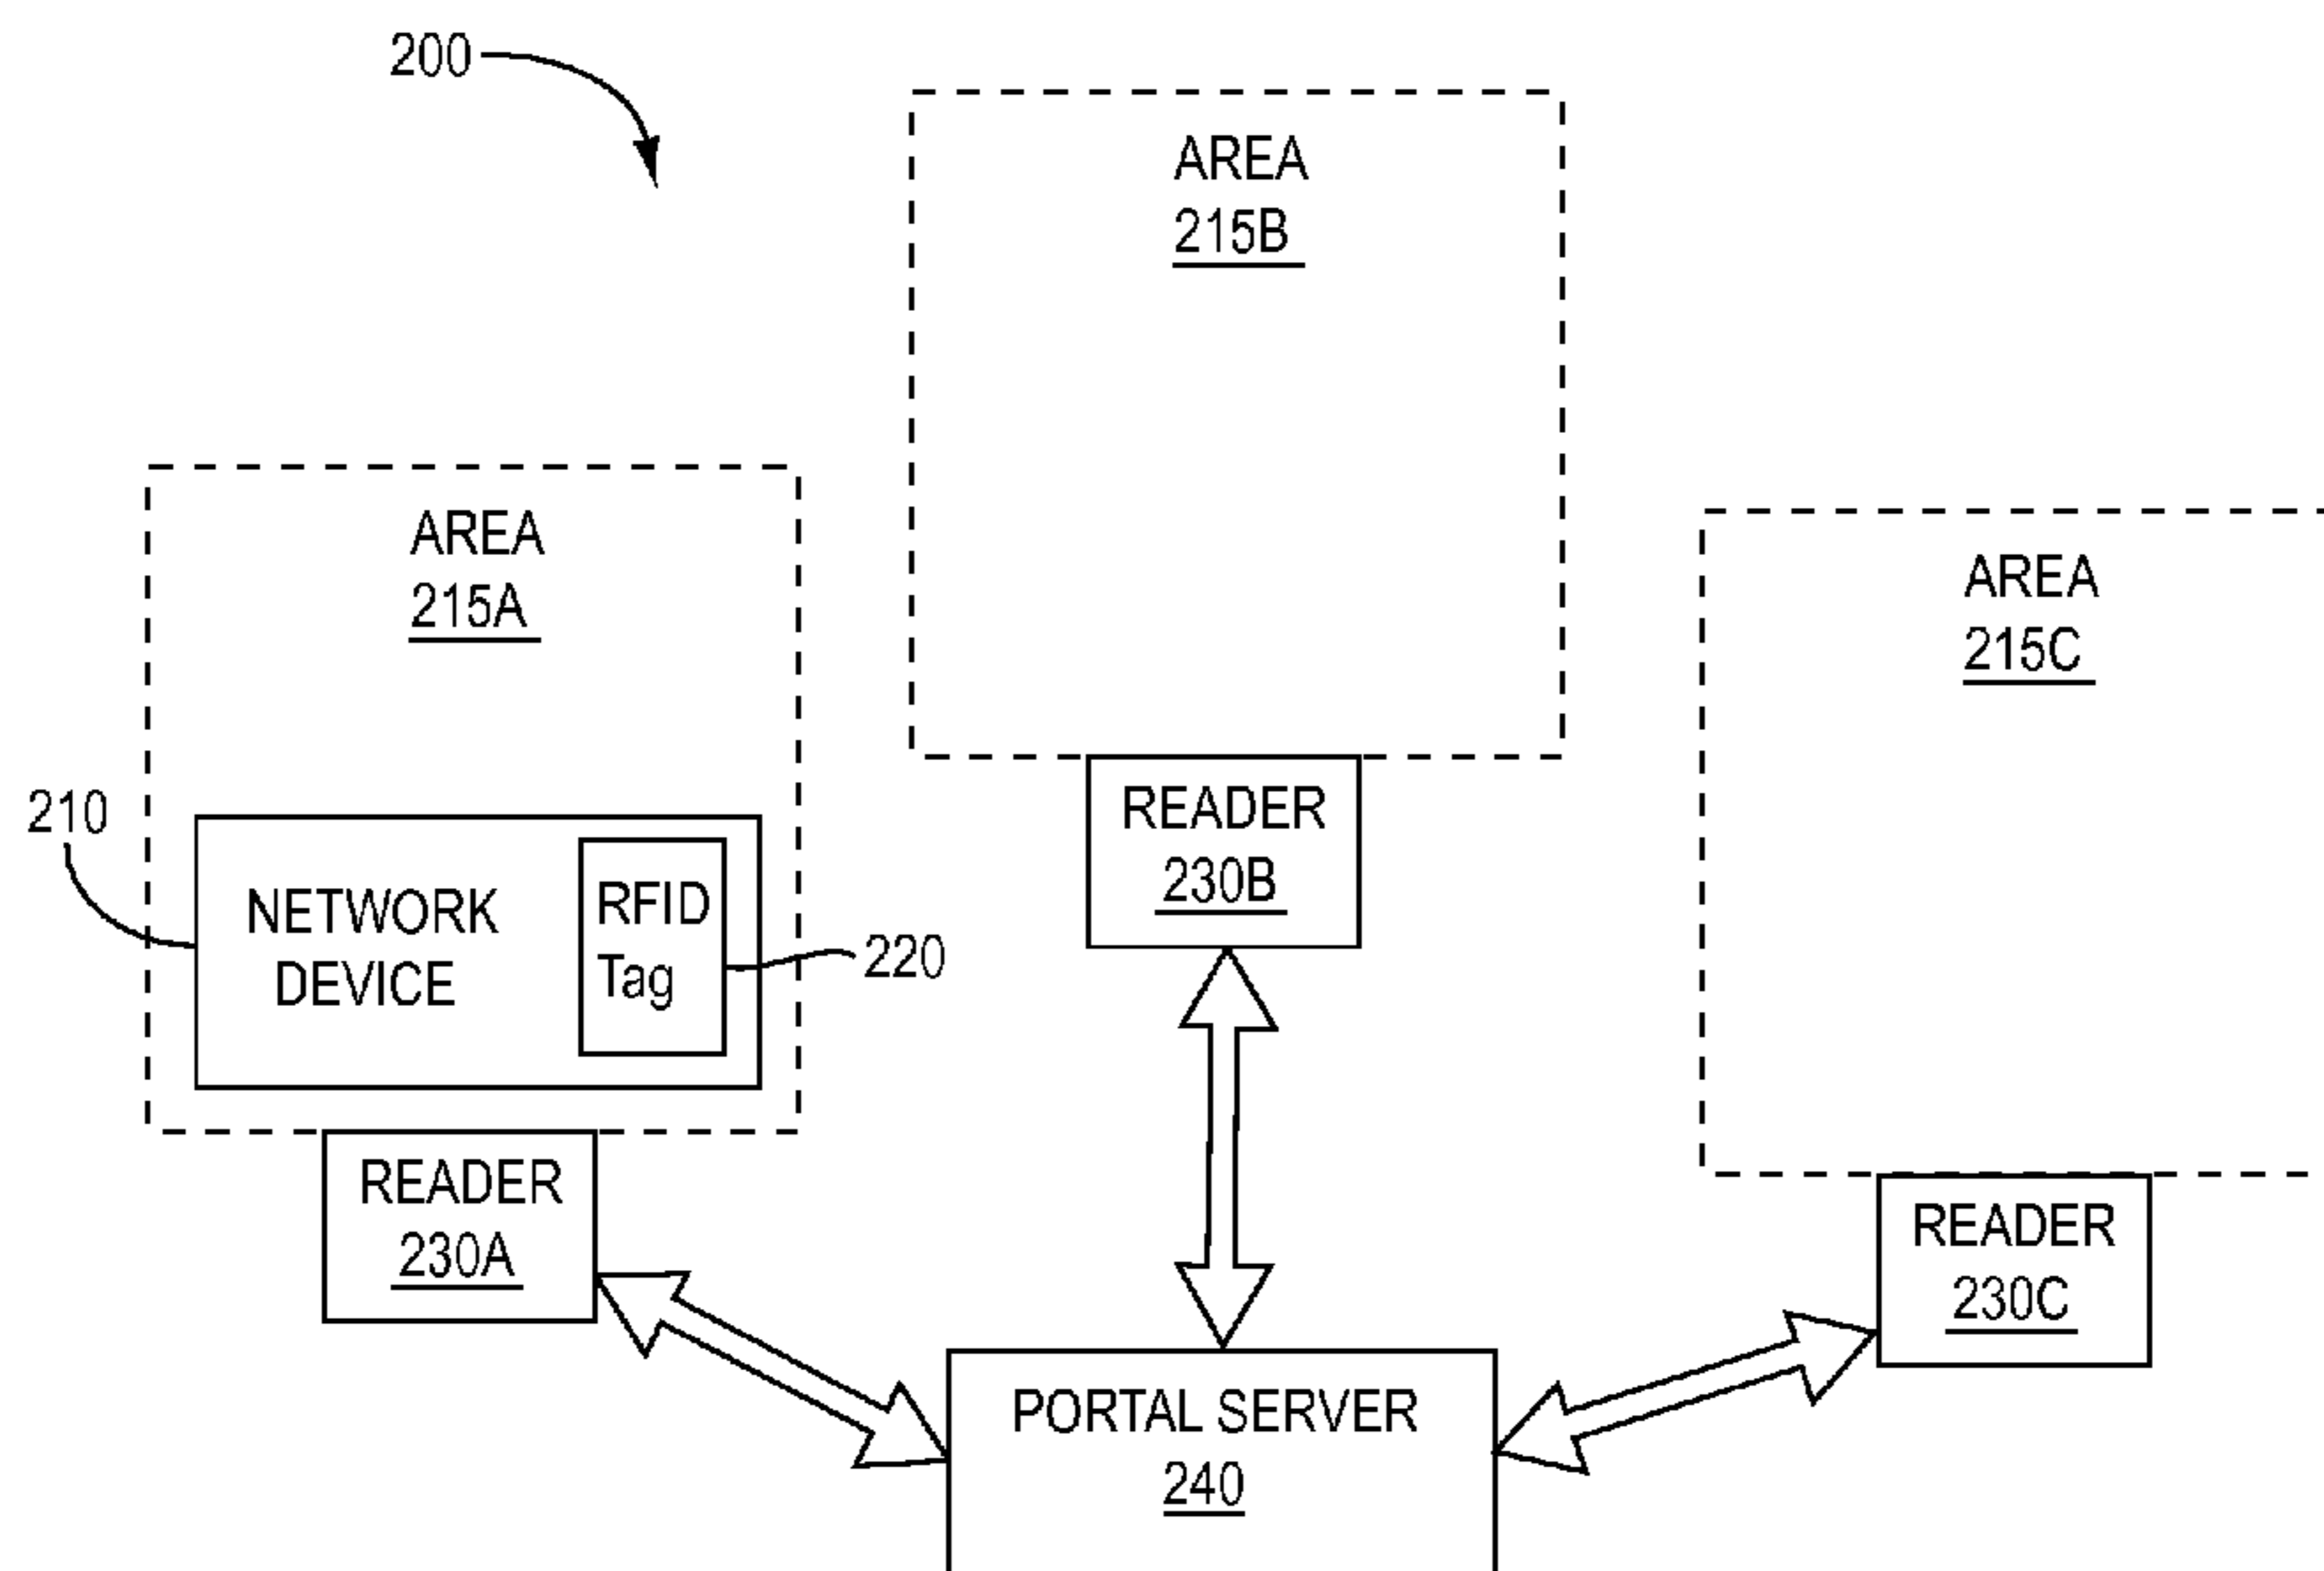 200
AREA
215B
AREA
215A
AREA
215C
210
NETWORK
DEVICE
RFID
Tag
220
READER
230B
READER
230A
READER
230C
PORTAL SERVER
240